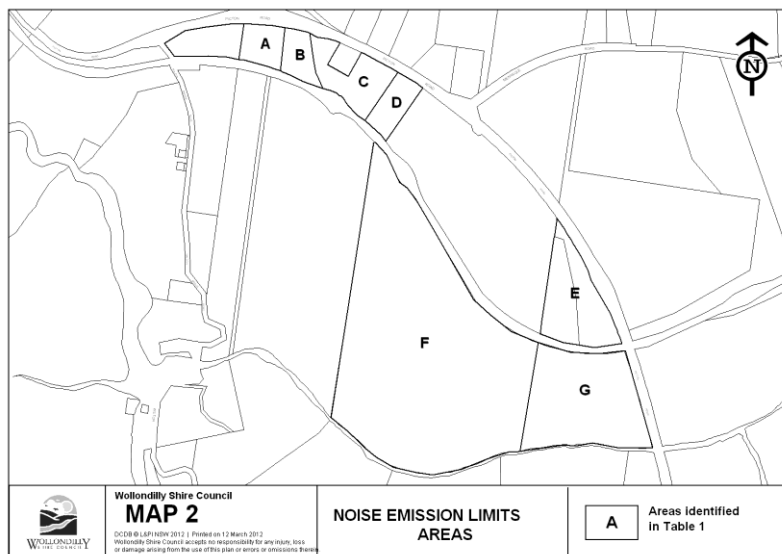 A
B
C
D
N
E
F
G
WOLLONDILLY
SHIRE COUNCIL
Wollondilly Shire Council
MAP 2
DCDB © L&PI NSW 2012 | Printed on 12 March 2012
Wollondilly Shire Council accepts no responsibility for any injury, loss
or damage arising from the use of this plan or errors or omissions therein.
NOISE EMISSION LIMITS
AREAS
A
Areas identified
in Table 1